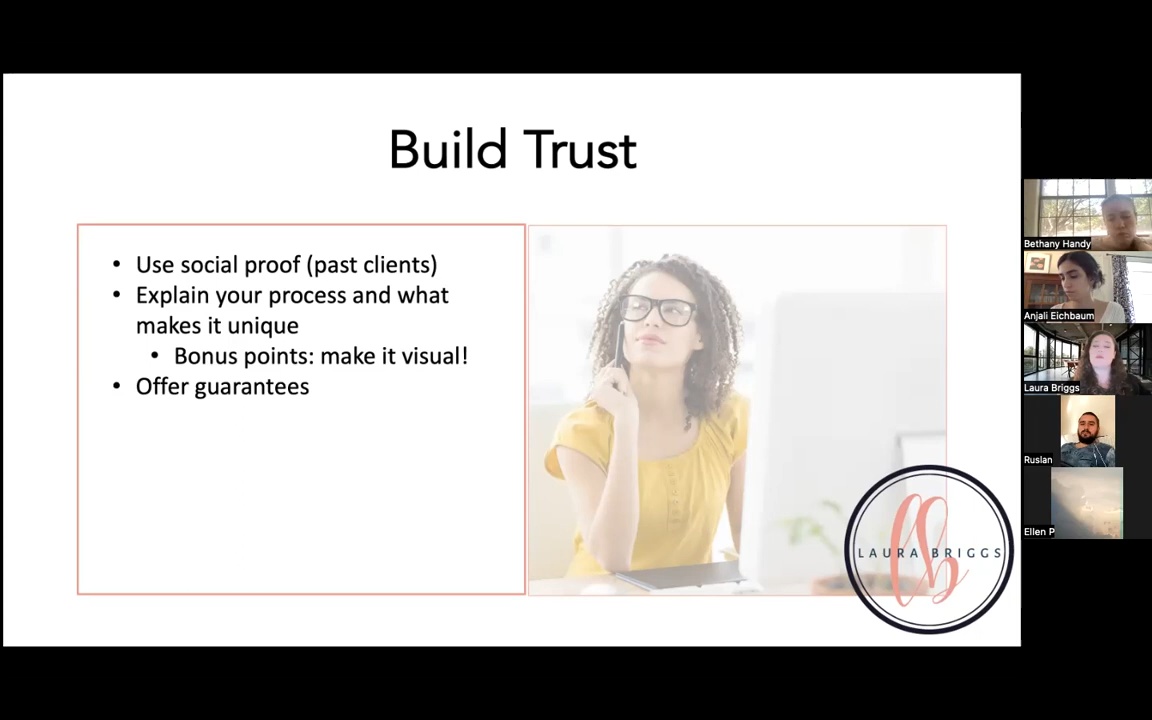 Build Trust
• Use social proof (past clients)
• Explain your process and what
makes it unique
• Bonus points: make it visual!
• Offer guarantees
LAURA BRIGGS
lb
Bethany Handy
Anjali Eichbaum
Laura Briggs
Ruslan
Ellen P